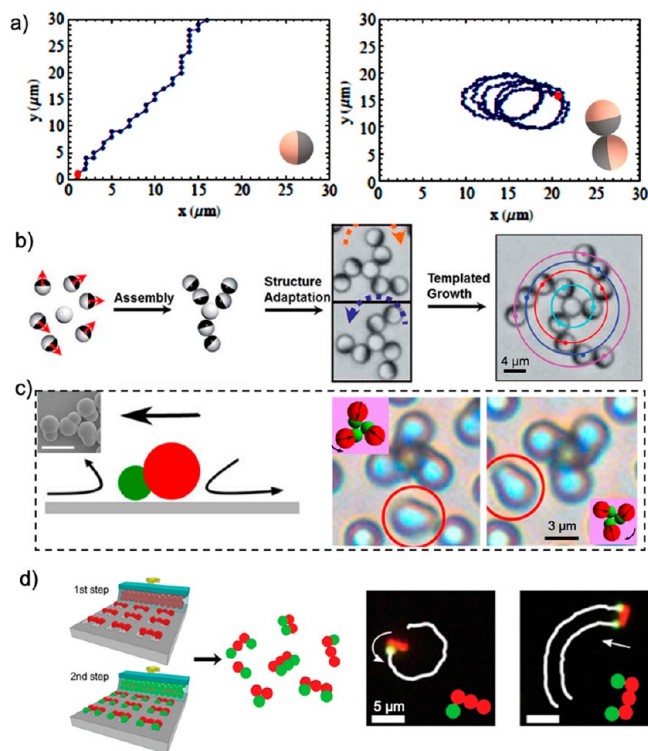 a)
30
25
20
15
10
5
0
y (µm)
0 5 10 15 20 25 30
x (µm)
30
25
20
15
10
5
0
y (µm)
0 5 10 15 20 25 30
x (µm)
b)
Assembly
Structure
Adaptation
Templated
Growth
4 µm
c)
3 µm
d)
1st step
2nd step
5 µm